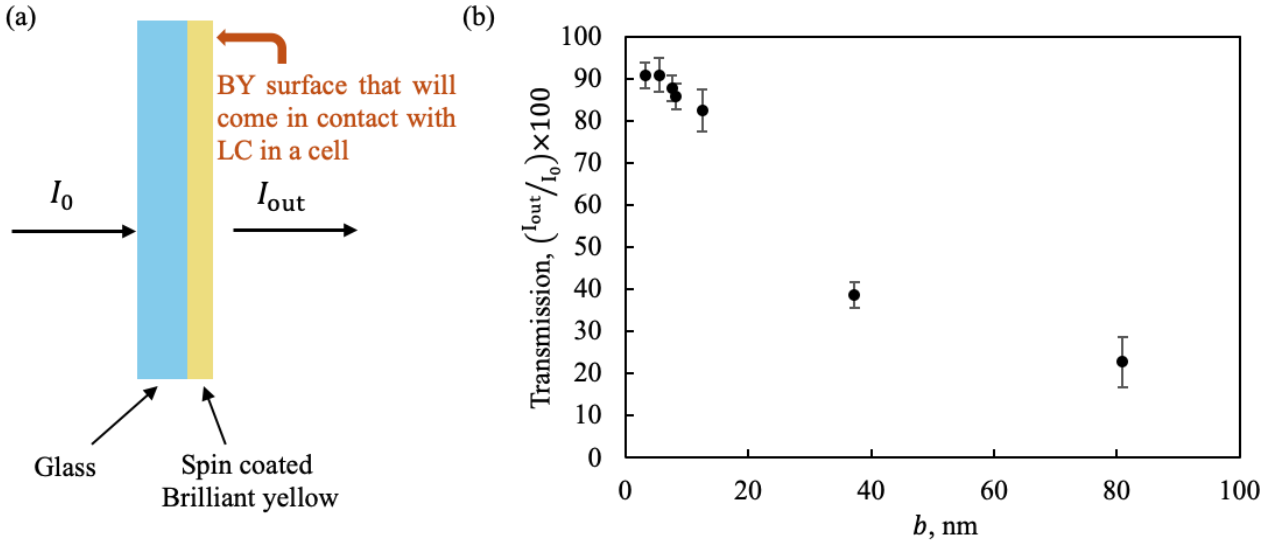 (a)
BY surface that will
come in contact with
LC in a cell
I₀
I_out
Glass
Spin coated
Brilliant yellow
(b)
Transmission, (I_out/I₀)×100
100
90
80
70
60
50
40
30
20
10
0
0 20 40 60 80 100
b, nm